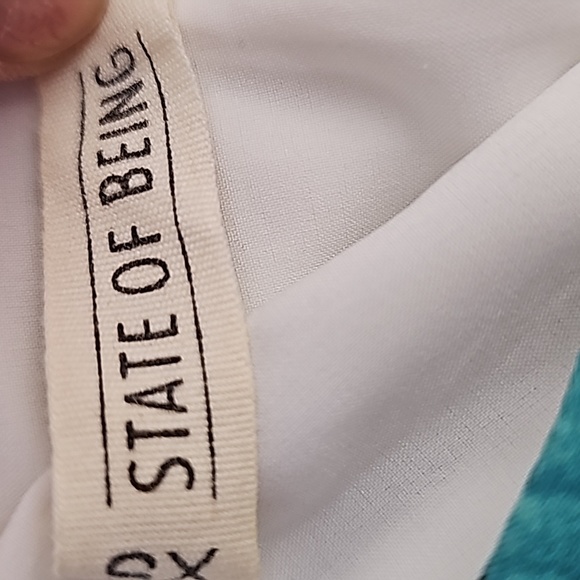 STATE OF BEING